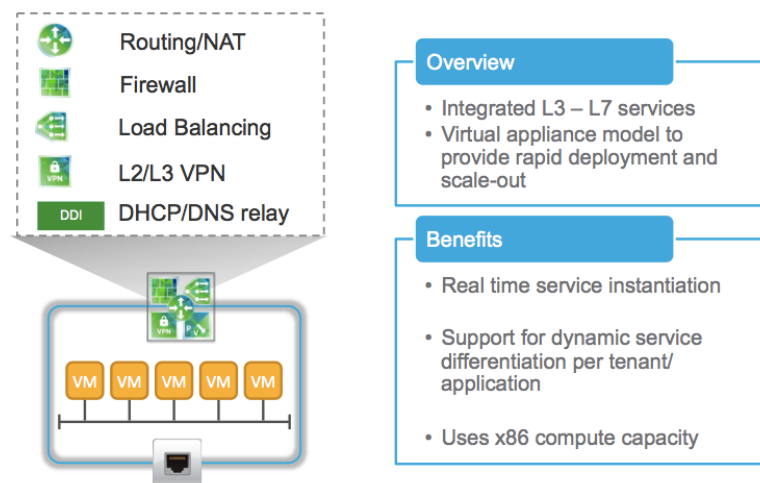 Routing/NAT
Firewall
Load Balancing
VPN
L2/L3 VPN
DDI
DHCP/DNS relay
VPN
VM
VM
VM
VM
VM
Overview
• Integrated L3 – L7 services
• Virtual appliance model to
provide rapid deployment and
scale-out
Benefits
• Real time service instantiation
• Support for dynamic service
differentiation per tenant/
application
• Uses x86 compute capacity